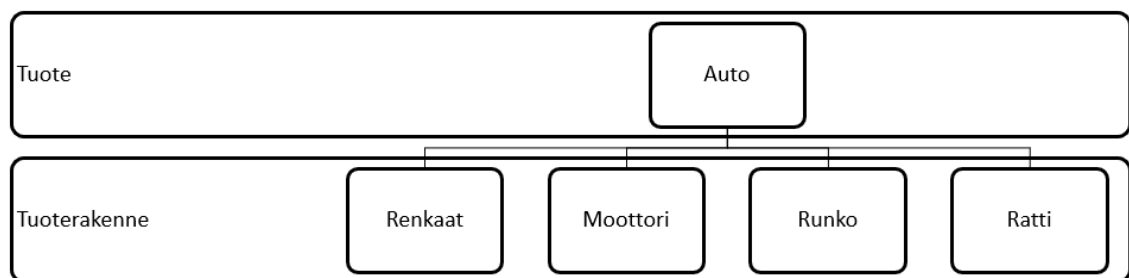 Tuote
Auto
Tuoterakenne
Renkaat
Moottori
Runko
Ratti